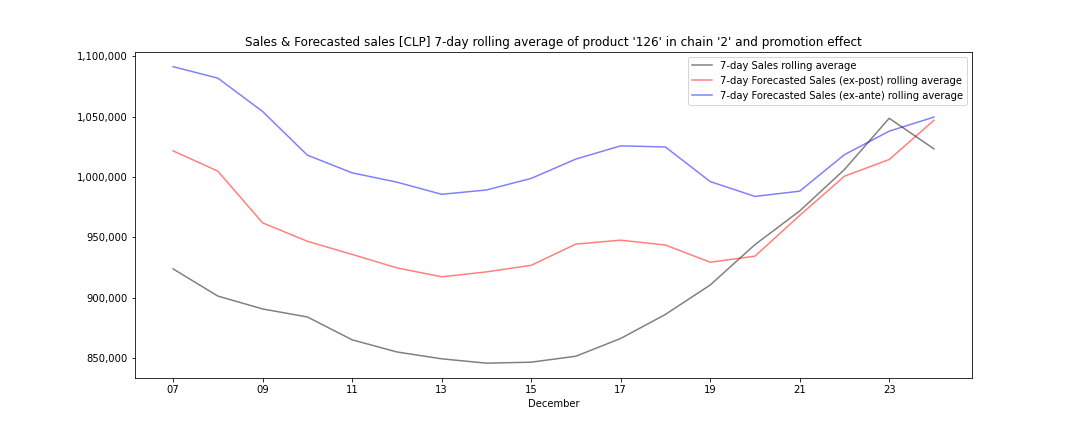 Sales & Forecasted sales [CLP] 7-day rolling average of product '126' in chain '2' and promotion effect
7-day Sales rolling average
7-day Forecasted Sales (ex-post) rolling average
7-day Forecasted Sales (ex-ante) rolling average
1,100,000
1,050,000
1,000,000
950,000
900,000
850,000
07 09 11 13 15 17 19 21 23
December